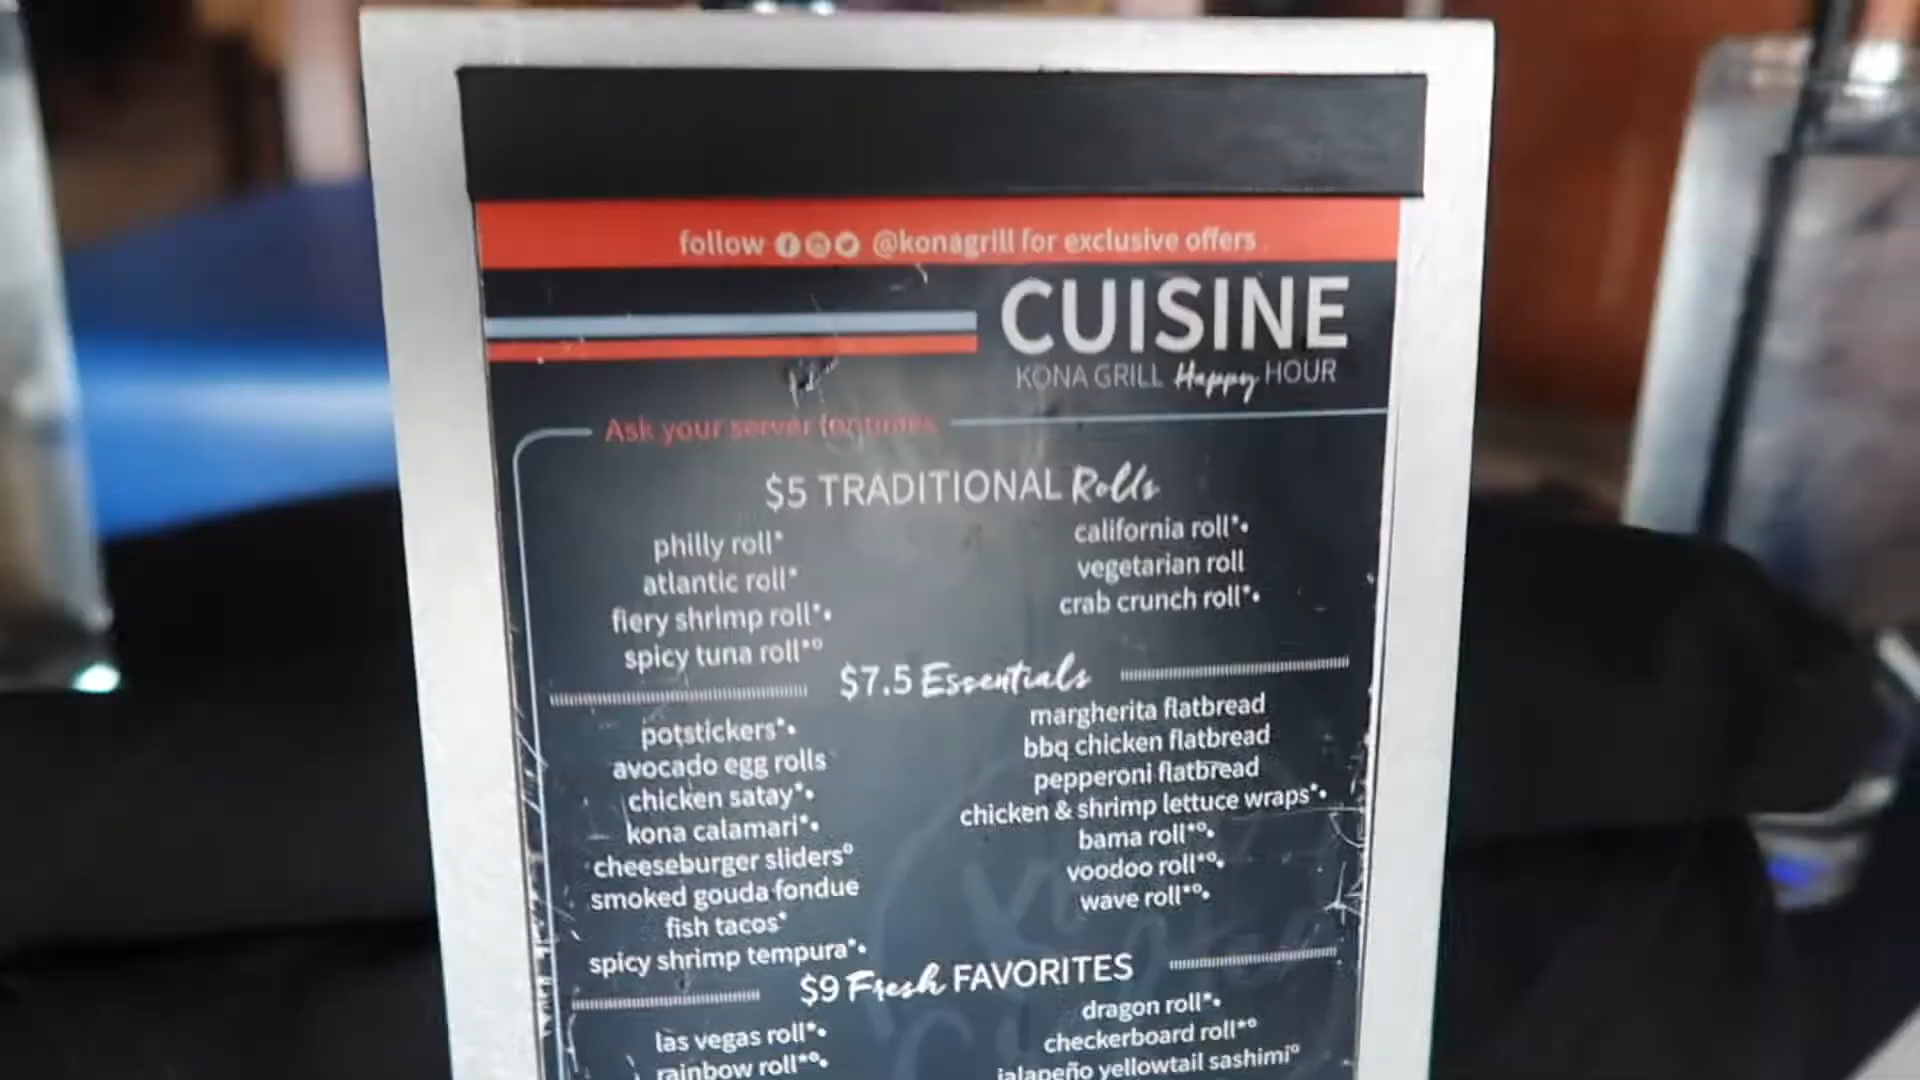 follow @konagrill for exclusive offers
CUISINE
KONA GRILL Happy HOUR
Ask your server for times
$5 TRADITIONAL Rolls
philly roll*
atlantic roll*
fiery shrimp roll*•
spicy tuna roll*°
california roll*•
vegetarian roll
crab crunch roll*•
$7.5 Essentials
potstickers*•
avocado egg rolls
chicken satay*•
kona calamari*•
cheeseburger sliders°
smoked gouda fondue
fish tacos*
spicy shrimp tempura*•
margherita flatbread
bbq chicken flatbread
pepperoni flatbread
chicken & shrimp lettuce wraps*•
bama roll*°•
voodoo roll*°•
wave roll*°•
$9 Fresh FAVORITES
las vegas roll*•
rainbow roll*°•
dragon roll*•
checkerboard roll*°
jalapeño yellowtail sashimi°